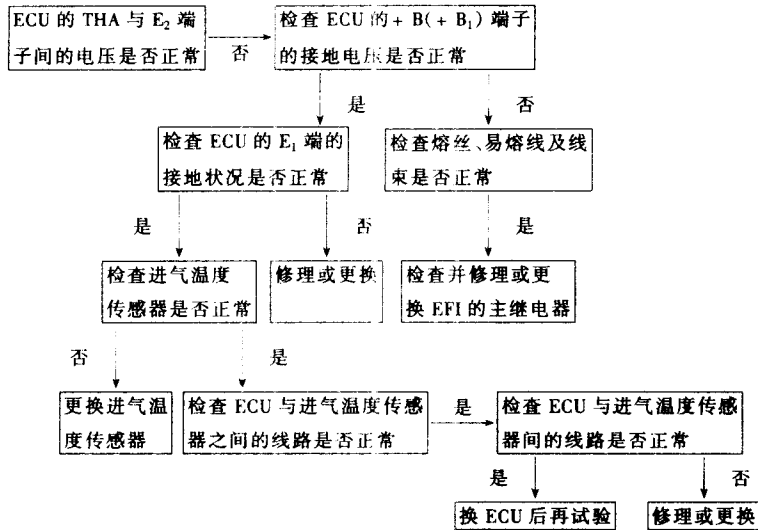 ECU 的 THA 与 E₂ 端
子间的电压是否正常
否
检查 ECU 的 + B( + B₁) 端子
的接地电压是否正常
是
否
检查 ECU 的 E₁ 端的
接地状况是否正常
检查熔丝、易熔线及线
束是否正常
是
否
是
检查进气温度
传感器是否正常
修理或更换
检查并修理或更
换 EFI 的主继电器
否
是
更换进气温
度传感器
检查 ECU 与进气温度传感
器之间的线路是否正常
是
检查 ECU 与进气温度传感
器间的线路是否正常
是
否
换 ECU 后再试验
修理或更换